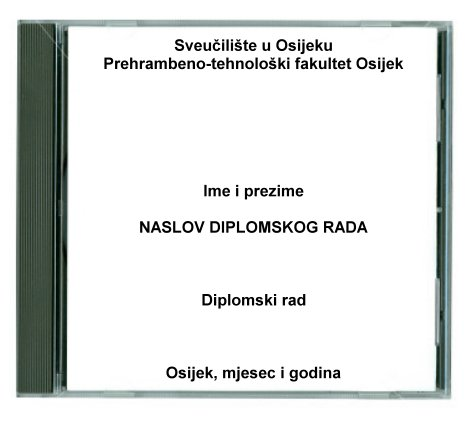 Sveučilište u Osijeku
Prehrambeno-tehnološki fakultet Osijek
Ime i prezime
NASLOV DIPLOMSKOG RADA
Diplomski rad
Osijek, mjesec i godina